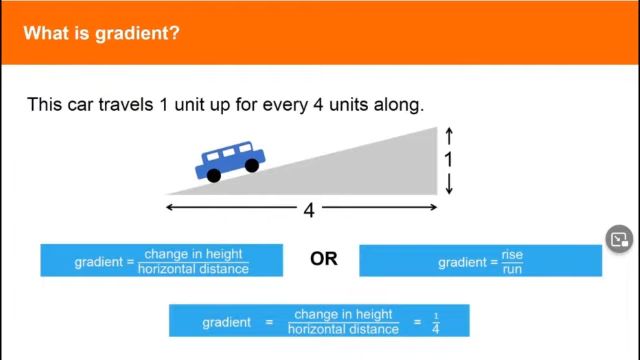 What is gradient?
This car travels 1 unit up for every 4 units along.
1
4
gradient = change in height / horizontal distance
OR
gradient = rise / run
gradient = change in height / horizontal distance = 1/4